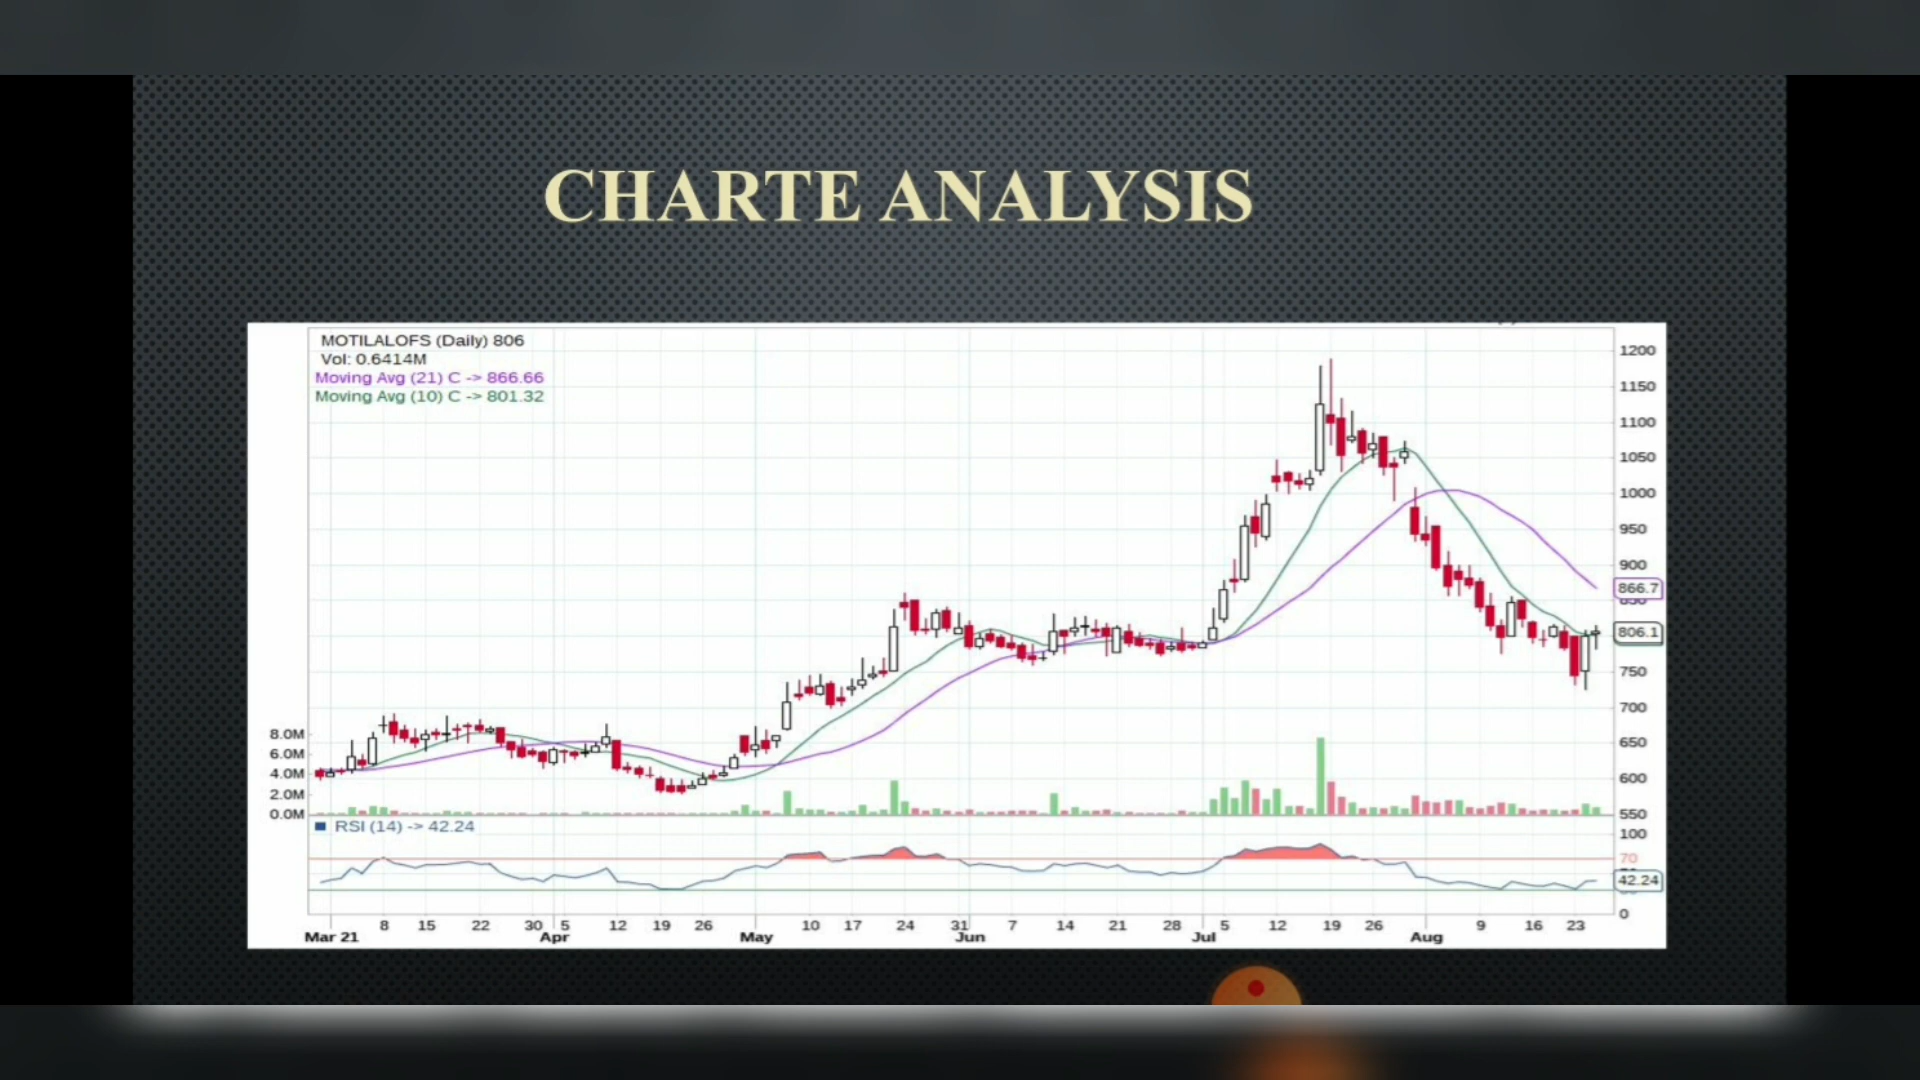 CHARTE ANALYSIS
MOTILALOFS (Daily) 806
Vol: 0.6414M
Moving Avg (21) C -> 866.66
Moving Avg (10) C -> 801.32
1200
1150
1100
1050
1000
950
900
866.7
850
806.1
750
700
8.0M
650
6.0M
4.0M
600
2.0M
0.0M
550
RSI (14) -> 42.24
100
70
42.24
0
8 15 22 30 5 12 19 26 10 17 24 31 7 14 21 28 5 12 19 26 9 16 23
Mar 21 Apr May Jun Jul Aug